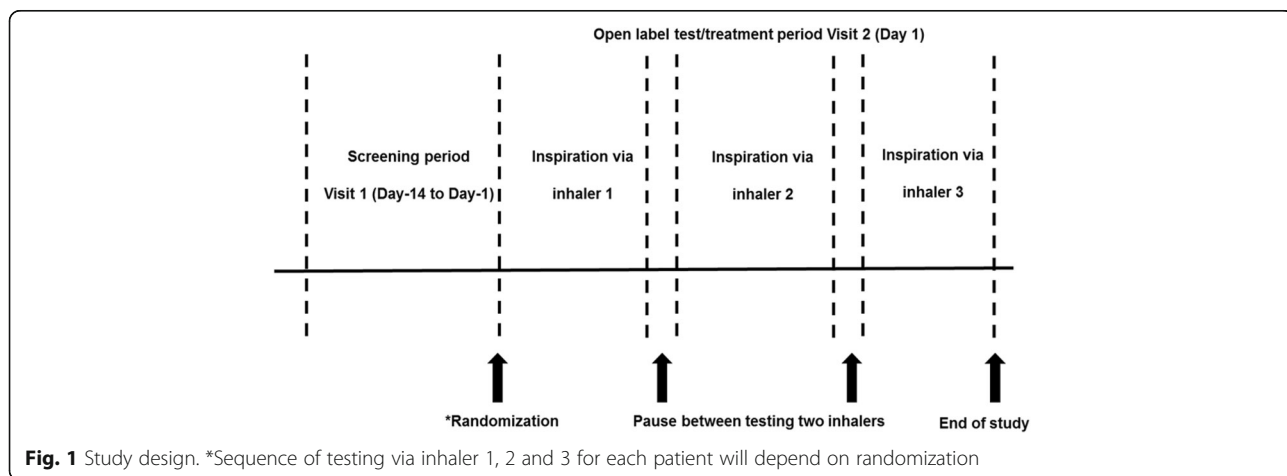 Open label test/treatment period Visit 2 (Day 1)
Screening period
Visit 1 (Day-14 to Day-1)
Inspiration via
inhaler 1
Inspiration via
inhaler 2
Inspiration via
inhaler 3
*Randomization
Pause between testing two inhalers
End of study
Fig. 1 Study design. *Sequence of testing via inhaler 1, 2 and 3 for each patient will depend on randomization